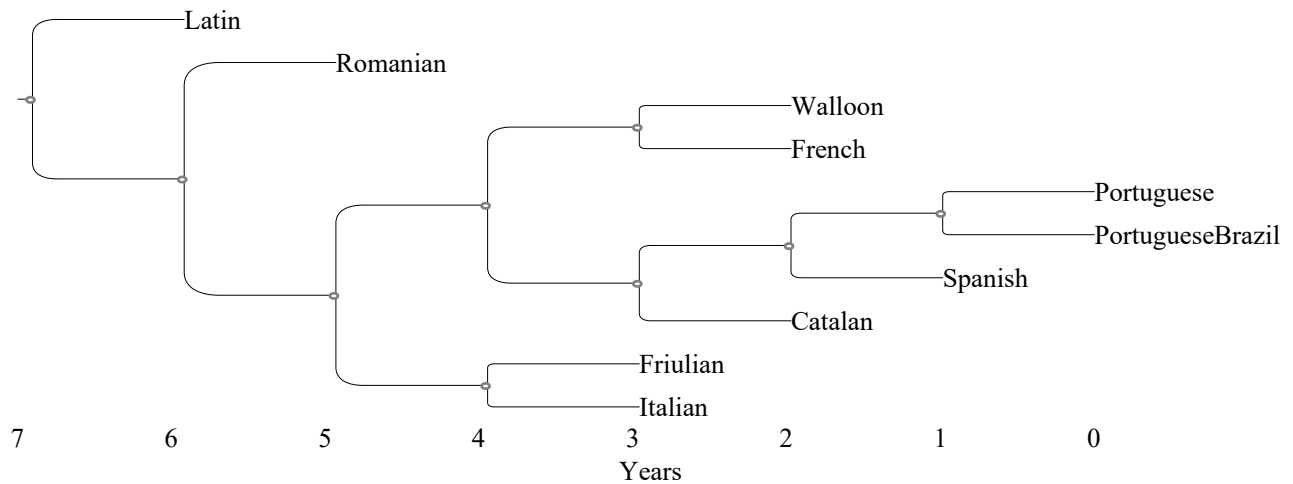 Latin
Romanian
Walloon
French
Portuguese
PortugueseBrazil
Spanish
Catalan
Friulian
Italian
7 6 5 4 3 2 1 0
Years